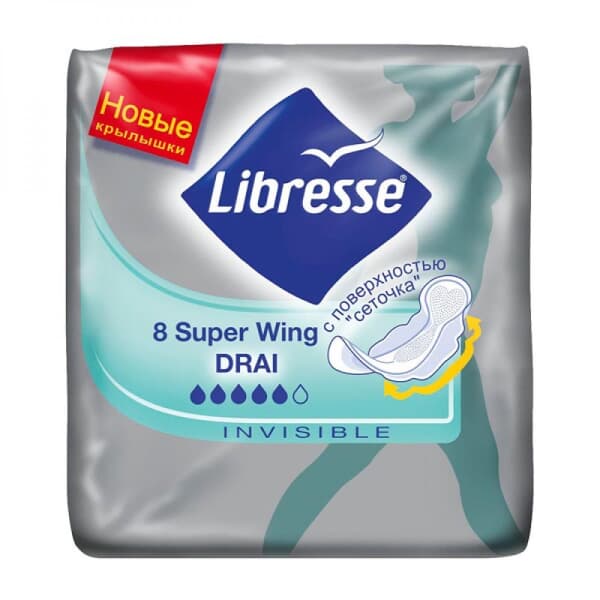 Новые
крылышки
Libresse®
с поверхностью
"сеточка"
8 Super Wing
DRAI
INVISIBLE